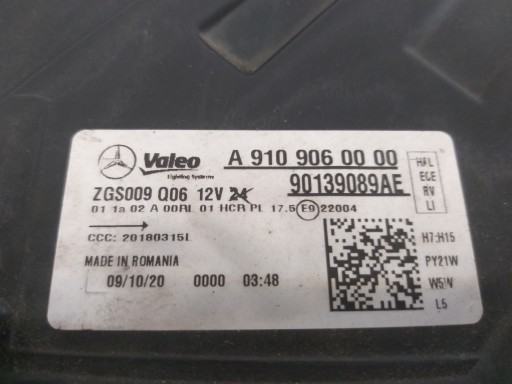 Valeo
Lighting Systems
A 910 906 00 00
90139089AE
HAL
ECE
RV
LI
ZGS009 Q06 12V 24
01 1a 02 A 00RL 01 HCR PL 17.5 E9 22004
CCC: 20180315L
MADE IN ROMANIA
09/10/20 0000 03:48
H7:H15
PY21W
W5W
L5